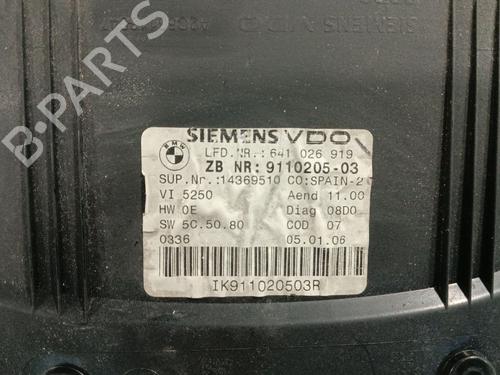 SIEMENS VDO
B-Parts
BMW
SIEMENS VDO
LFD.NR.: 641 026 919
ZB NR: 9110205-03
SUP.Nr.:14369510 CO:SPAIN-2
VI 5250 Aend 11.00
HW 0E Diag 08D0
SW 5C.50.80 COD 07
0336 05.01.06
IK911020503R